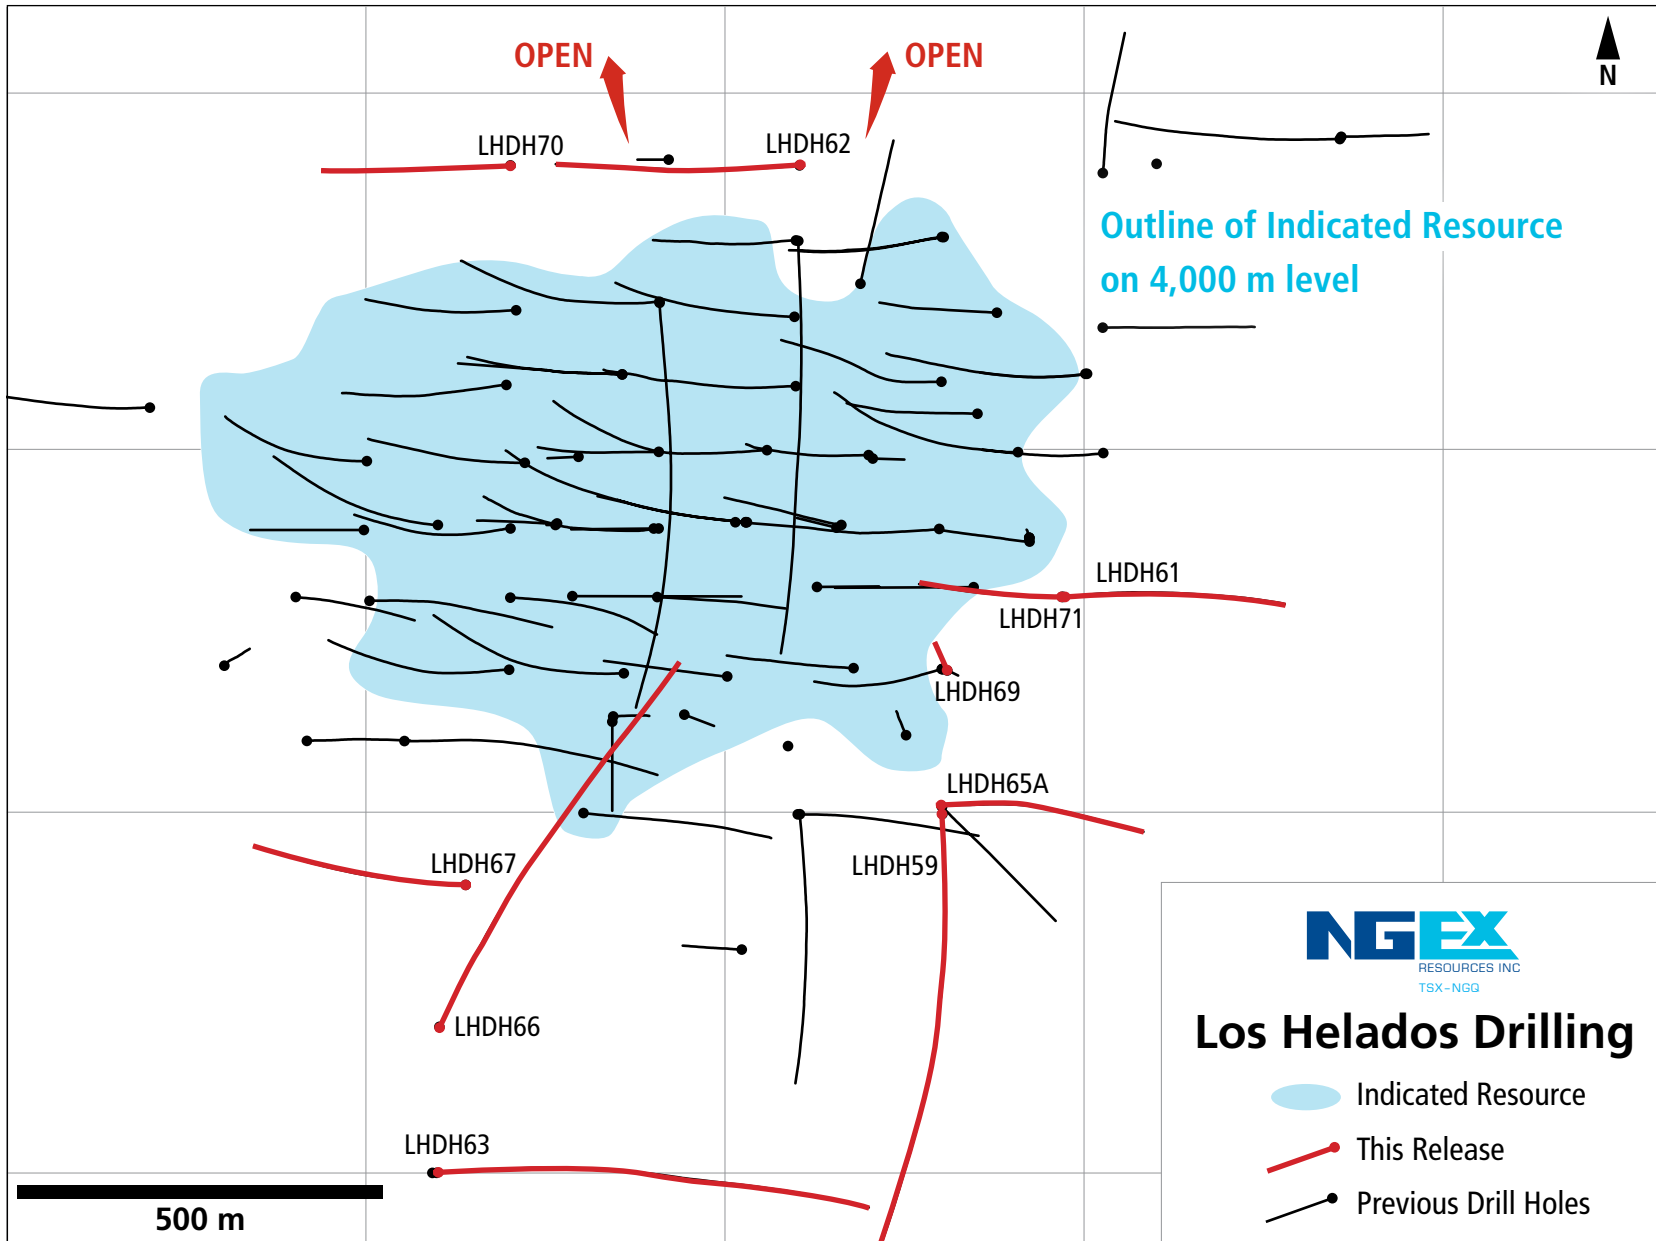 OPEN
OPEN
N
LHDH70
LHDH62
Outline of Indicated Resource
on 4,000 m level
LHDH61
LHDH71
LHDH69
LHDH65A
LHDH67
LHDH59
LHDH66
LHDH63
500 m
NGEX
RESOURCES INC
TSX-NGQ
Los Helados Drilling
Indicated Resource
This Release
Previous Drill Holes